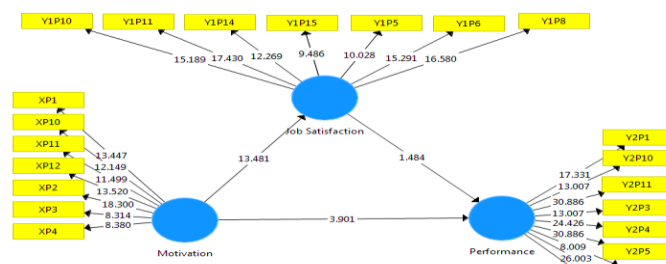 Y1P10 Y1P11 Y1P14 Y1P15 Y1P5 Y1P6 Y1P8
15.189 17.430 12.269 9.486 10.028 15.291 16.580
Job Satisfaction
XP1
XP10
XP11
XP12
XP2
XP3
XP4
13.447
12.149
11.499
13.520
18.300
8.314
8.380
Motivation
13.481
1.484
3.901
Performance
17.331
13.007
30.886
13.007
24.426
30.886
8.009
26.003
Y2P1
Y2P10
Y2P11
Y2P3
Y2P4
Y2P5